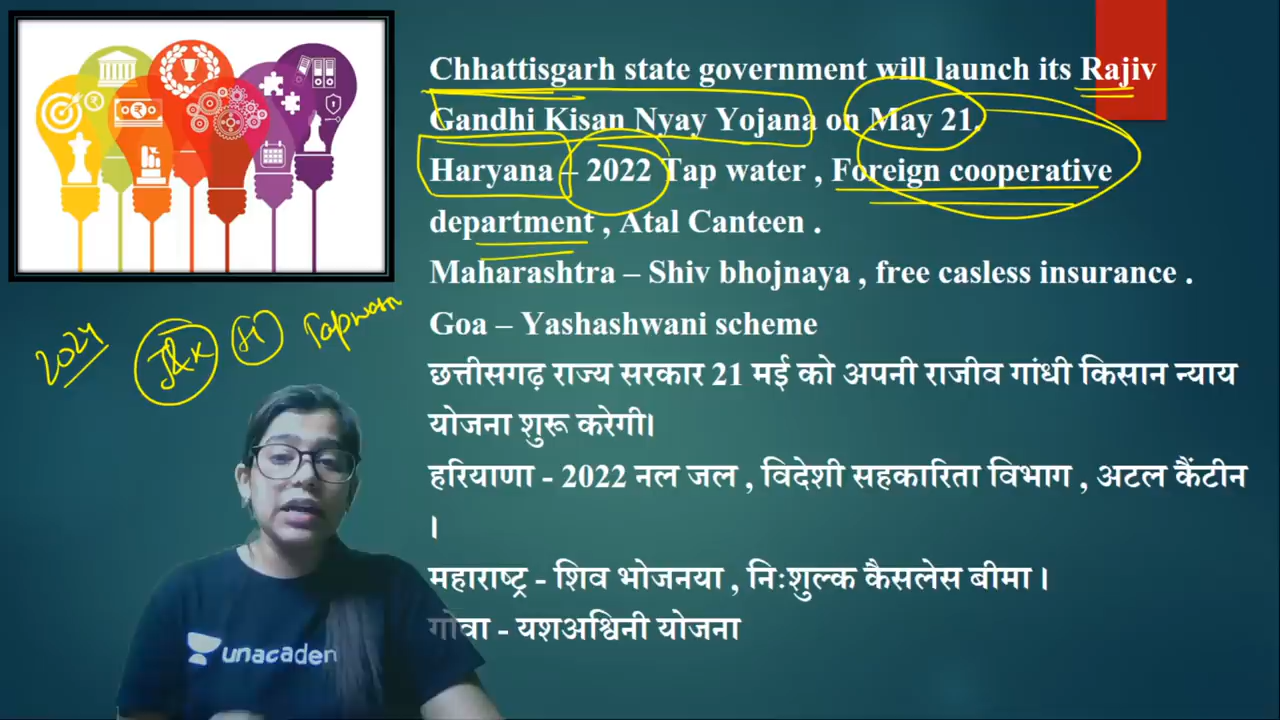 Chhattisgarh state government will launch its Rajiv
Gandhi Kisan Nyay Yojana on May 21.
Haryana – 2022 Tap water , Foreign cooperative
department , Atal Canteen .
Maharashtra – Shiv bhojnaya , free casless insurance .
Goa – Yashashwani scheme
छत्तीसगढ़ राज्य सरकार 21 मई को अपनी राजीव गांधी किसान न्याय
योजना शुरू करेगी।
हरियाणा - 2022 नल जल , विदेशी सहकारिता विभाग , अटल कैंटीन
।
महाराष्ट्र - शिव भोजनया , निःशुल्क कैसलेस बीमा ।
गोवा - यशअश्विनी योजना
2024 J&K H Tap water
unacaden